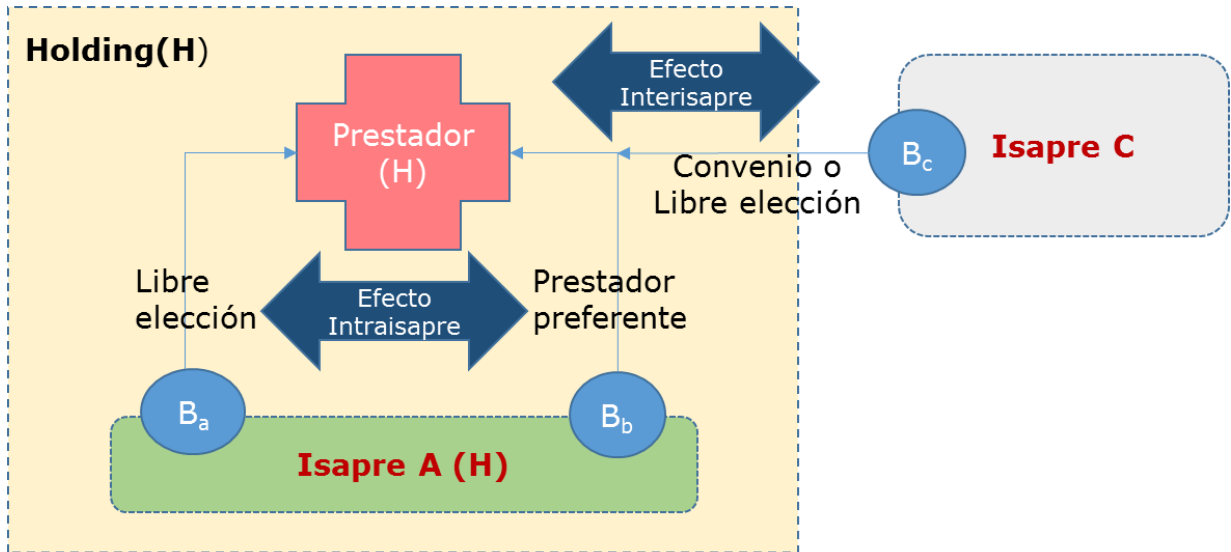 Holding(H)
Efecto
Interisapre
Prestador
(H)
Isapre C
Bc
Convenio o
Libre elección
Libre
elección
Efecto
Intraisapre
Prestador
preferente
Ba
Bb
Isapre A (H)